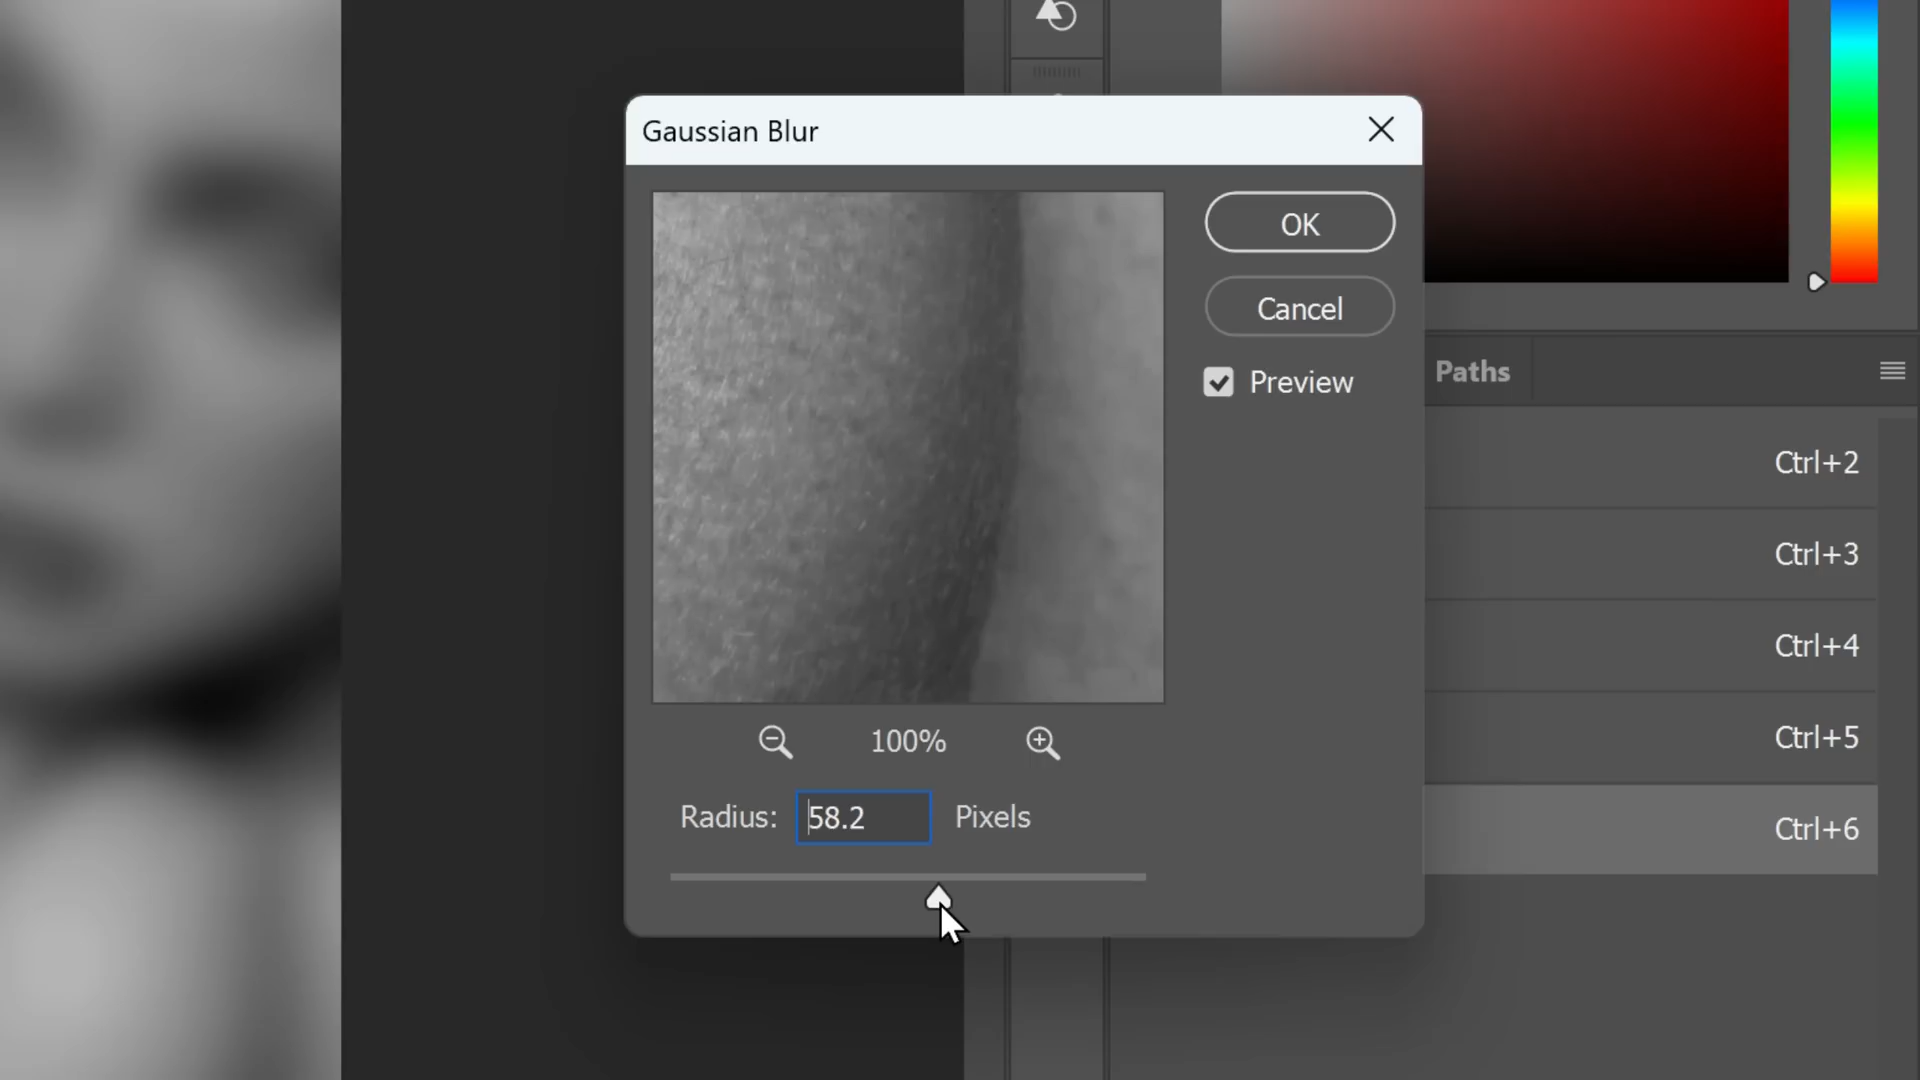 Gaussian Blur
OK
Cancel
Preview
Paths
Ctrl+2
Ctrl+3
Ctrl+4
Ctrl+5
100%
Radius: 58.2 Pixels
Ctrl+6